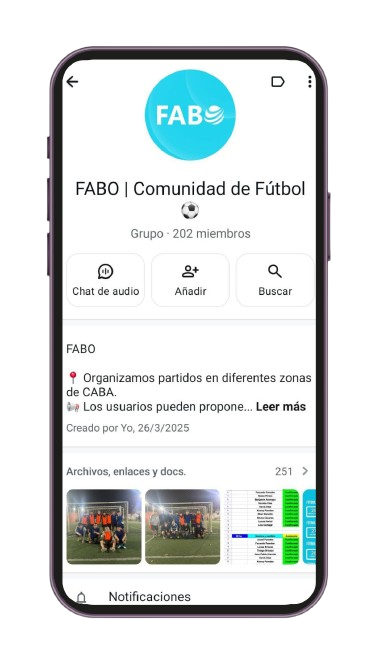 FABO
FABO | Comunidad de Fútbol
⚽
Grupo · 202 miembros
Chat de audio
Añadir
Buscar
FABO
📍 Organizamos partidos en diferentes zonas
de CABA.
Los usuarios pueden propone... Leer más
Creado por Yo, 26/3/2025
Archivos, enlaces y docs.
251
Notificaciones